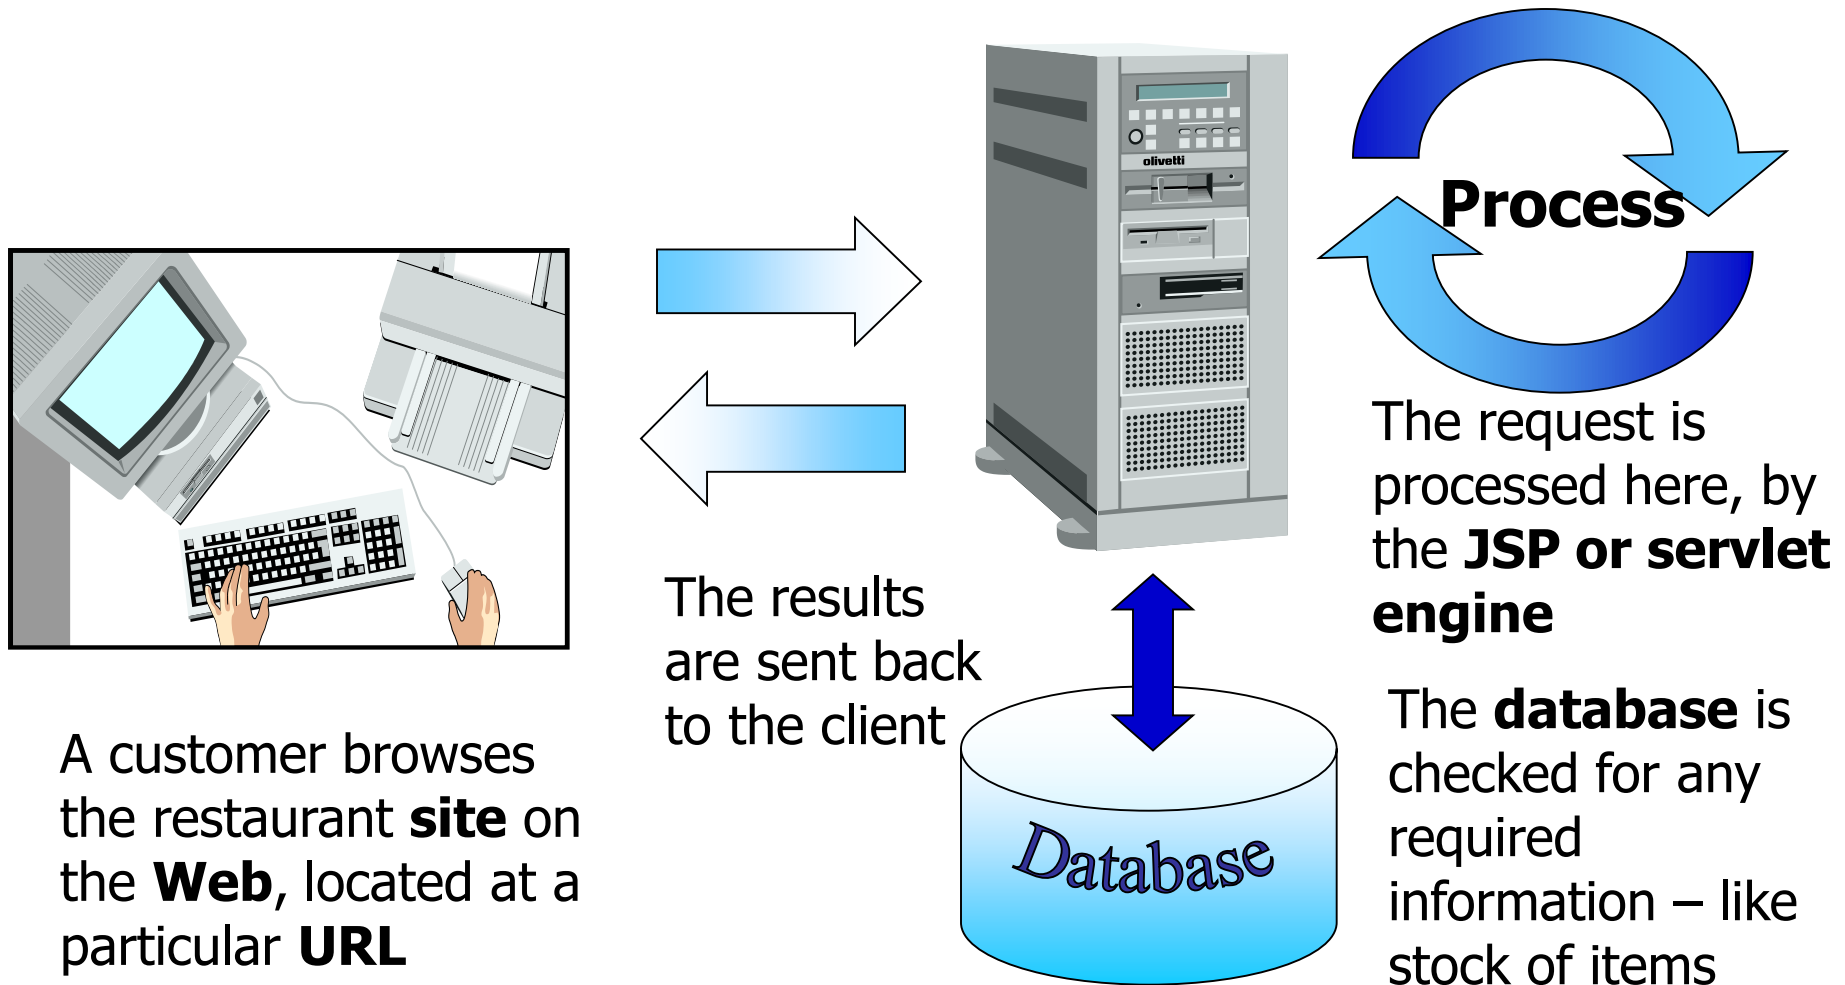 olivetti
Process
The request is
processed here, by
the JSP or servlet
engine
The results
are sent back
to the client
A customer browses
the restaurant site on
the Web, located at a
particular URL
Database
The database is
checked for any
required
information – like
stock of items